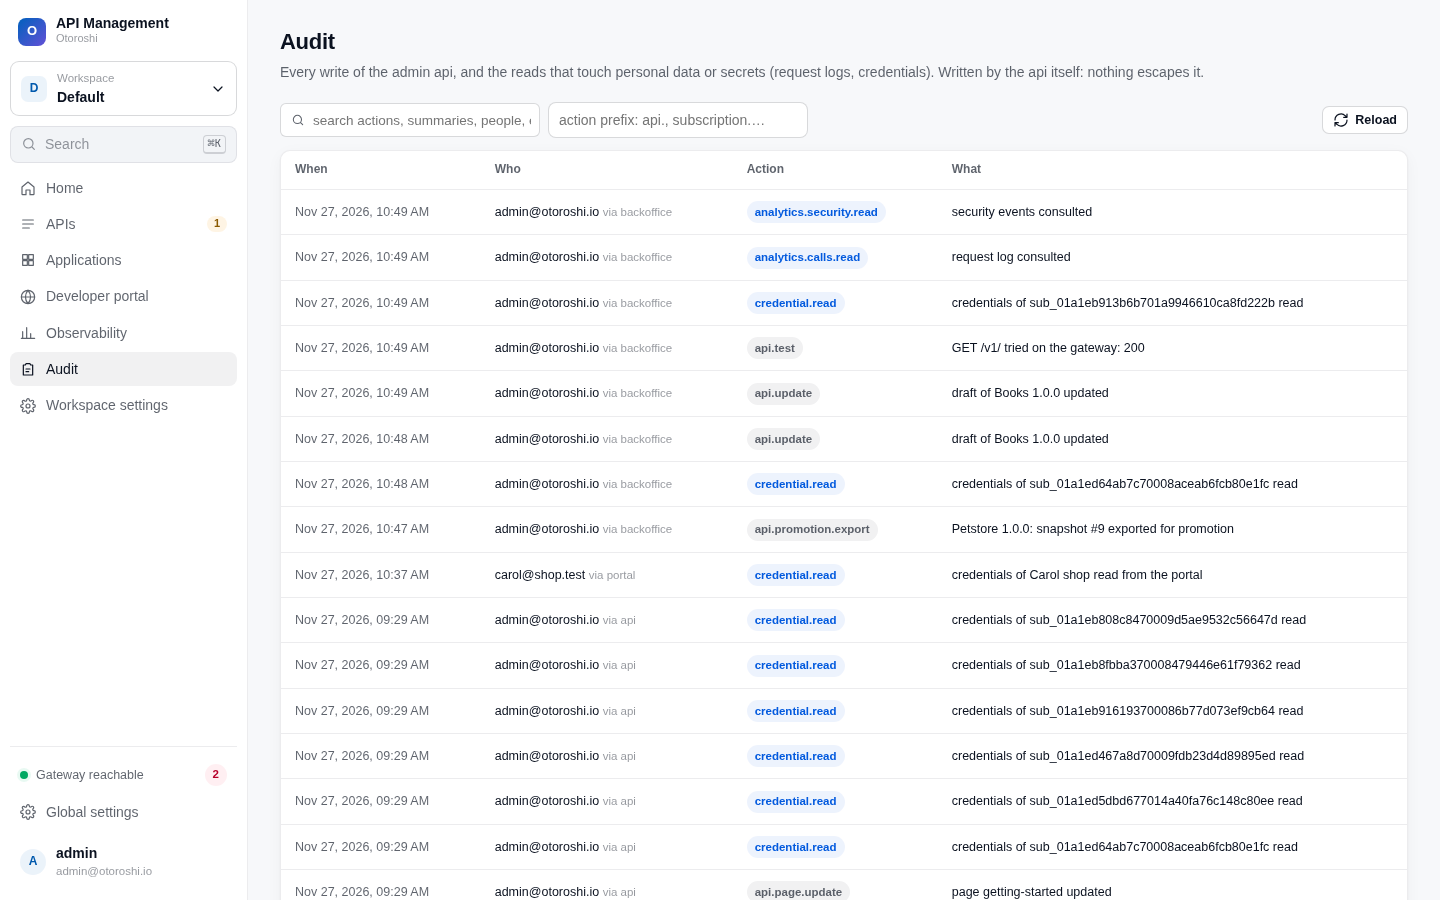 O
API Management
Otoroshi
D
Workspace
Default
Search
⌘K
Home
APIs
1
Applications
Developer portal
Observability
Audit
Workspace settings
Gateway reachable
2
Global settings
A
admin
admin@otoroshi.io
Audit
Every write of the admin api, and the reads that touch personal data or secrets (request logs, credentials). Written by the api itself: nothing escapes it.
search actions, summaries, people,
action prefix: api., subscription.…
Reload
When Who Action What
Nov 27, 2026, 10:49 AM admin@otoroshi.io via backoffice analytics.security.read security events consulted
Nov 27, 2026, 10:49 AM admin@otoroshi.io via backoffice analytics.calls.read request log consulted
Nov 27, 2026, 10:49 AM admin@otoroshi.io via backoffice credential.read credentials of sub_01a1eb913b6b701a9946610ca8fd222b read
Nov 27, 2026, 10:49 AM admin@otoroshi.io via backoffice api.test GET /v1/ tried on the gateway: 200
Nov 27, 2026, 10:49 AM admin@otoroshi.io via backoffice api.update draft of Books 1.0.0 updated
Nov 27, 2026, 10:48 AM admin@otoroshi.io via backoffice api.update draft of Books 1.0.0 updated
Nov 27, 2026, 10:48 AM admin@otoroshi.io via backoffice credential.read credentials of sub_01a1ed64ab7c70008aceab6fcb80e1fc read
Nov 27, 2026, 10:47 AM admin@otoroshi.io via backoffice api.promotion.export Petstore 1.0.0: snapshot #9 exported for promotion
Nov 27, 2026, 10:37 AM carol@shop.test via portal credential.read credentials of Carol shop read from the portal
Nov 27, 2026, 09:29 AM admin@otoroshi.io via api credential.read credentials of sub_01a1eb808c8470009d5ae9532c56647d read
Nov 27, 2026, 09:29 AM admin@otoroshi.io via api credential.read credentials of sub_01a1eb8fbba370008479446e61f79362 read
Nov 27, 2026, 09:29 AM admin@otoroshi.io via api credential.read credentials of sub_01a1eb916193700086b77d073ef9cb64 read
Nov 27, 2026, 09:29 AM admin@otoroshi.io via api credential.read credentials of sub_01a1ed467a8d70009fdb23d4d89895ed read
Nov 27, 2026, 09:29 AM admin@otoroshi.io via api credential.read credentials of sub_01a1ed5dbd677014a40fa76c148c80ee read
Nov 27, 2026, 09:29 AM admin@otoroshi.io via api credential.read credentials of sub_01a1ed64ab7c70008aceab6fcb80e1fc read
Nov 27, 2026, 09:29 AM admin@otoroshi.io via api api.page.update page getting-started updated